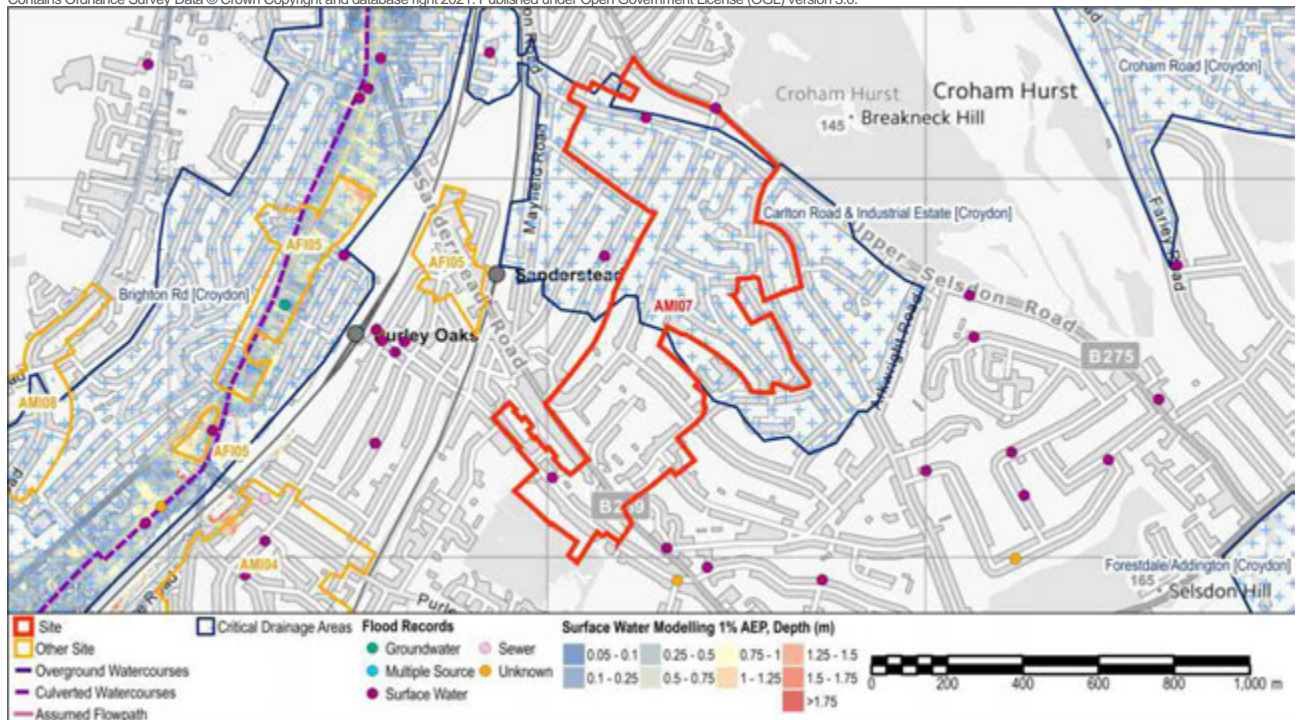 Contains Ordnance Survey Data © Crown Copyright and database right 2021. Published under Open Government License (OGL) version 3.0.
Croham Road [Croydon]
Croham Hurst
Croham Hurst
145
Breakneck Hill
Mayfield Road
Sanderstead Road
Carlton Road & Industrial Estate [Croydon]
Upper Selsdon Road
Farley Road
AFI05
AFI05
Sanderstead
Brighton Rd [Croydon]
AMI07
Purley Oaks
Arkwright Road
B275
AMI08
AFI05
B269
AMI04
Forestdale/Addington [Croydon]
165
Selsdon Hill
Site
Other Site
Overground Watercourses
Culverted Watercourses
Assumed Flowpath
Critical Drainage Areas
Flood Records
Groundwater
Multiple Source
Surface Water
Sewer
Unknown
Surface Water Modelling 1% AEP, Depth (m)
0.05 - 0.1
0.1 - 0.25
0.25 - 0.5
0.5 - 0.75
0.75 - 1
1 - 1.25
1.25 - 1.5
1.5 - 1.75
>1.75
0 200 400 600 800 1,000 m